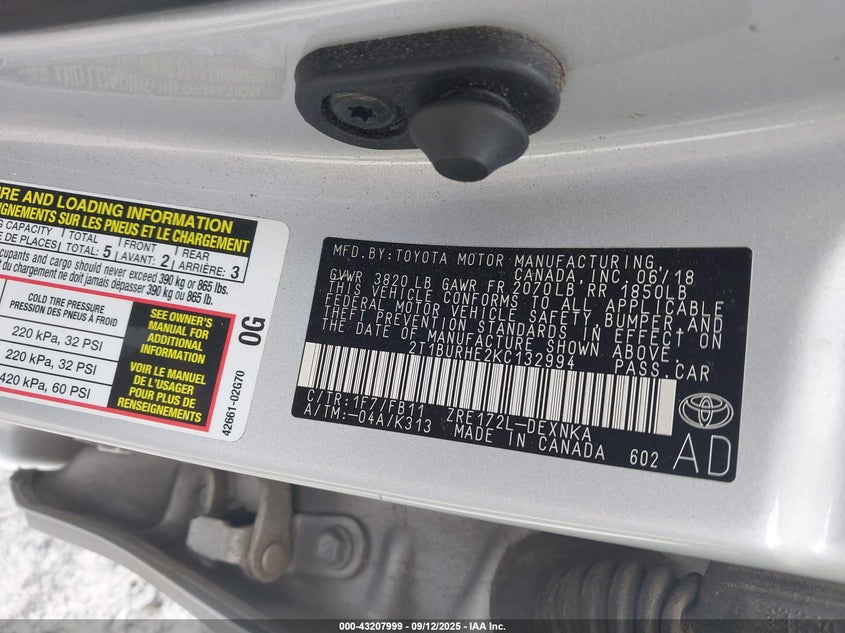 RE AND LOADING INFORMATION
IGNEMENTS SUR LES PNEUS ET LE CHARGEMENT
CAPACITY
DE PLACES
TOTAL
TOTAL: 5
FRONT
AVANT: 2
REAR
ARRIÈRE: 3
cupants and cargo should never exceed 390 kg or 865 lbs.
du chargement ne doit jamais dépasser 390 kg ou 865 lb.
COLD TIRE PRESSURE
PRESSION DES PNEUS À FROID
220 kPa, 32 PSI
220 kPa, 32 PSI
420 kPa, 60 PSI
SEE OWNER'S
MANUAL FOR
ADDITIONAL
INFORMATION
VOIR LE MANUEL
DE L'USAGER
POUR PLUS DE
RENSEIGNEMENTS
0G
42661-02G70
MFD.BY:TOYOTA MOTOR MANUFACTURING,
CANADA, INC. 06/18
GVWR 3820 LB GAWR FR 2070LB RR 1850LB
THIS VEHICLE CONFORMS TO ALL APPLICABLE
FEDERAL MOTOR VEHICLE SAFETY,BUMPER,AND
THEFT PREVENTION STANDARDS IN EFFECT ON
THE DATE OF MANUFACTURE SHOWN ABOVE.
2T1BURHE2KC132994 PASS.CAR
C/TR:1F7/FB11 ZRE172L-DEXNKA
A/TM:-04A/K313 MADE IN CANADA 602
AD
000-43207999 - 09/12/2025 - IAA Inc.